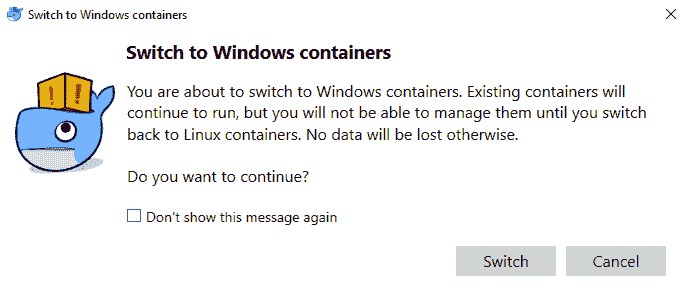 Switch to Windows containers
Switch to Windows containers
You are about to switch to Windows containers. Existing containers will
continue to run, but you will not be able to manage them until you switch
back to Linux containers. No data will be lost otherwise.
Do you want to continue?
Don't show this message again
Switch Cancel